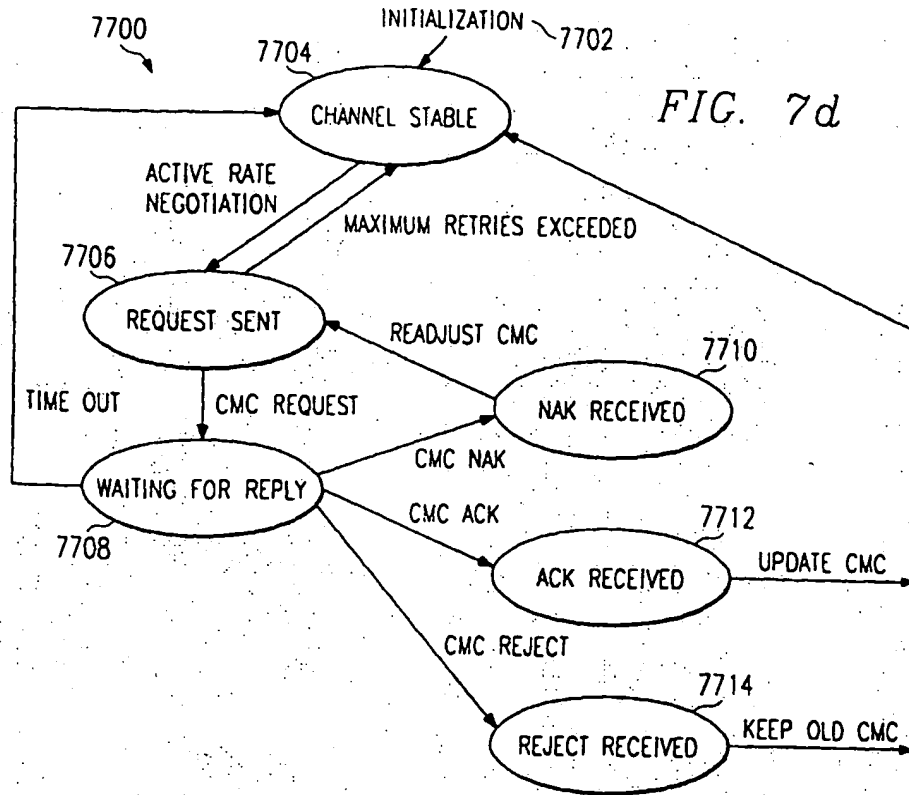 7700
INITIALIZATION 7702
7704
CHANNEL STABLE
FIG. 7d
ACTIVE RATE
NEGOTIATION
MAXIMUM RETRIES EXCEEDED
7706
REQUEST SENT
READJUST CMC
7710
NAK RECEIVED
TIME OUT
CMC REQUEST
CMC NAK
WAITING FOR REPLY
7708
CMC ACK
7712
ACK RECEIVED
UPDATE CMC
CMC REJECT
7714
REJECT RECEIVED
KEEP OLD CMC